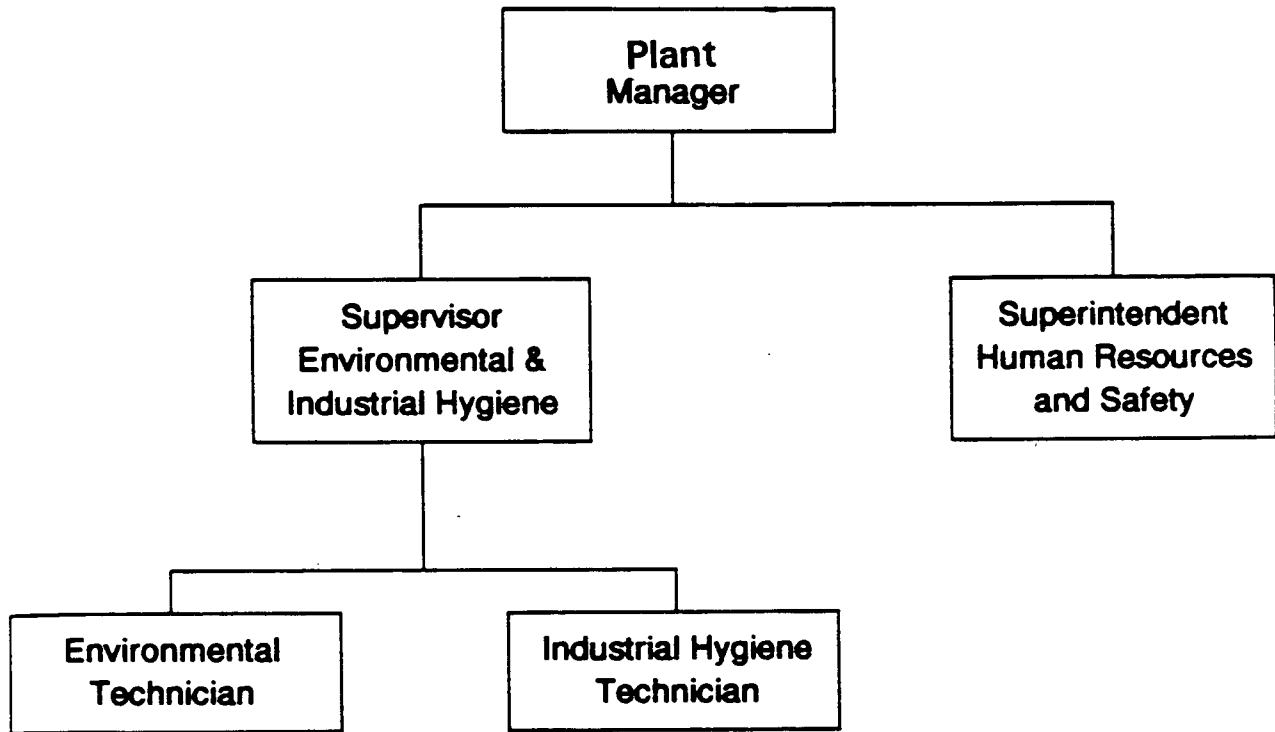 Plant
Manager
Supervisor
Environmental &
Industrial Hygiene
Superintendent
Human Resources
and Safety
Environmental
Technician
Industrial Hygiene
Technician